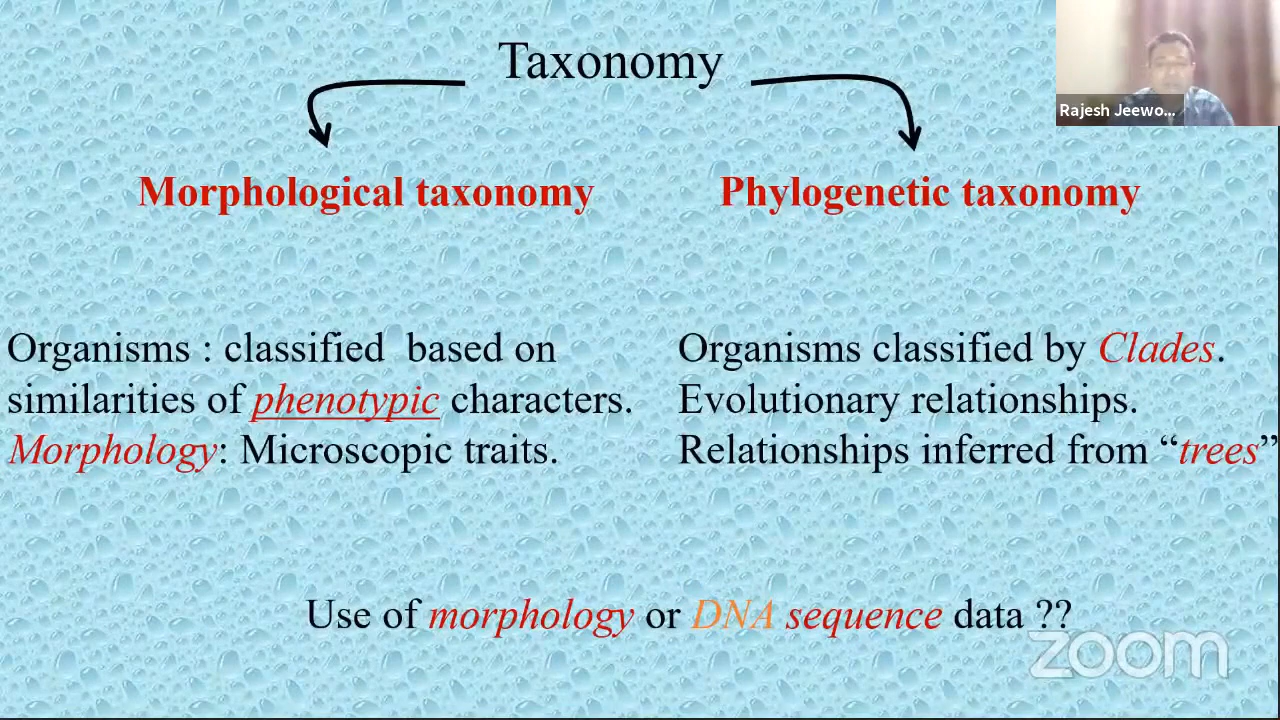 Taxonomy
Rajesh Jeewo...
Morphological taxonomy
Phylogenetic taxonomy
Organisms : classified based on
similarities of phenotypic characters.
Morphology: Microscopic traits.
Organisms classified by Clades.
Evolutionary relationships.
Relationships inferred from “trees”
Use of morphology or DNA sequence data ??
zoom